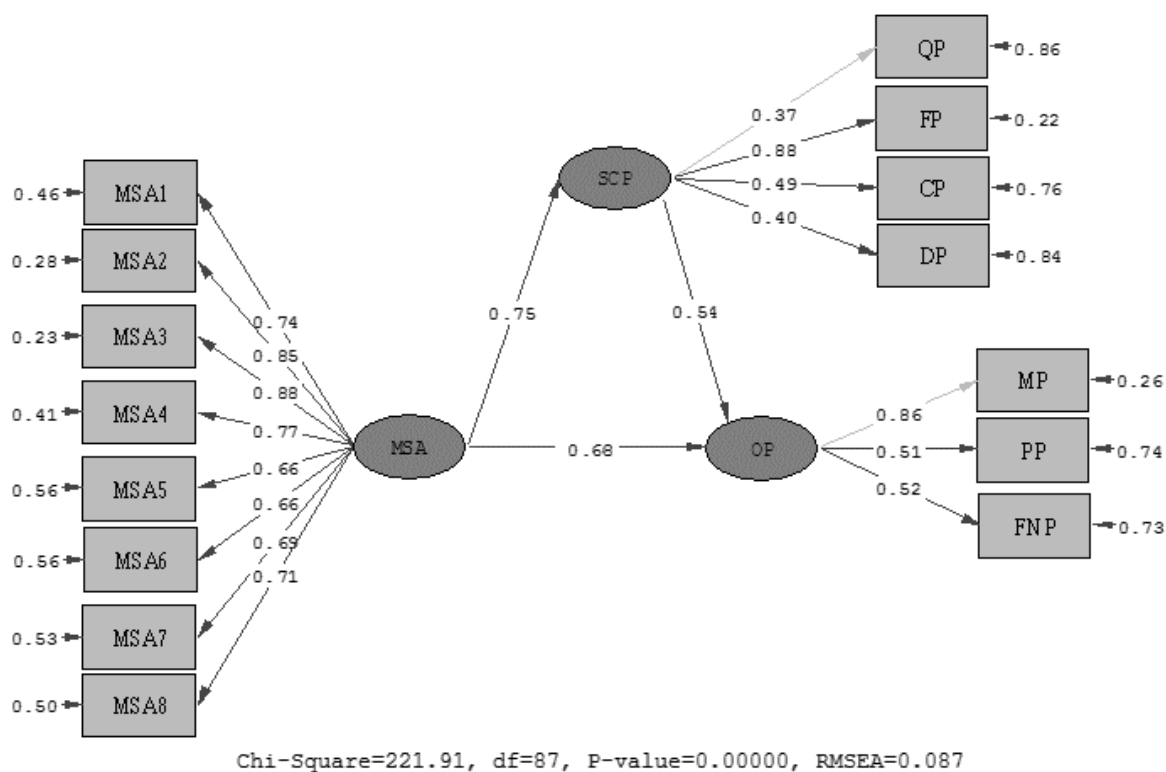 QP
0.86
0.37
FP
0.22
0.88
SCP
0.49
CP
0.76
0.40
DP
0.84
0.46
MSA1
0.28
MSA2
0.23
MSA3
0.41
MSA4
0.56
MSA5
0.56
MSA6
0.53
MSA7
0.50
MSA8
0.74
0.85
0.88
0.77
0.66
0.66
0.69
0.71
MSA
0.75
0.54
0.68
OP
MP
0.26
0.86
0.51
PP
0.74
0.52
FNP
0.73
Chi-Square=221.91, df=87, P-value=0.00000, RMSEA=0.087